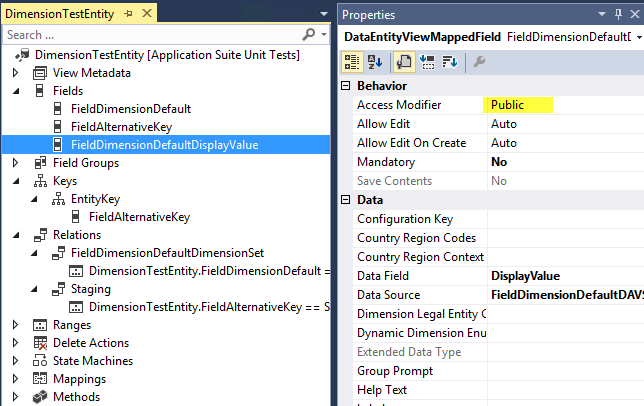 DimensionTestEntity
Search ...
DimensionTestEntity [Application Suite Unit Tests]
View Metadata
Fields
FieldDimensionDefault
FieldAlternativeKey
FieldDimensionDefaultDisplayValue
Field Groups
Keys
EntityKey
FieldAlternativeKey
Relations
FieldDimensionDefaultDimensionSet
DimensionTestEntity.FieldDimensionDefault =
Staging
DimensionTestEntity.FieldAlternativeKey == S
Ranges
Delete Actions
State Machines
Mappings
Methods
Properties
DataEntityViewMappedField FieldDimensionDefaultD
Behavior
Access Modifier Public
Allow Edit Auto
Allow Edit On Create Auto
Mandatory No
Save Contents No
Data
Configuration Key
Country Region Codes
Country Region Context
Data Field DisplayValue
Data Source FieldDimensionDefaultDAVS
Dimension Legal Entity C
Dynamic Dimension Enu
Extended Data Type
Group Prompt
Help Text